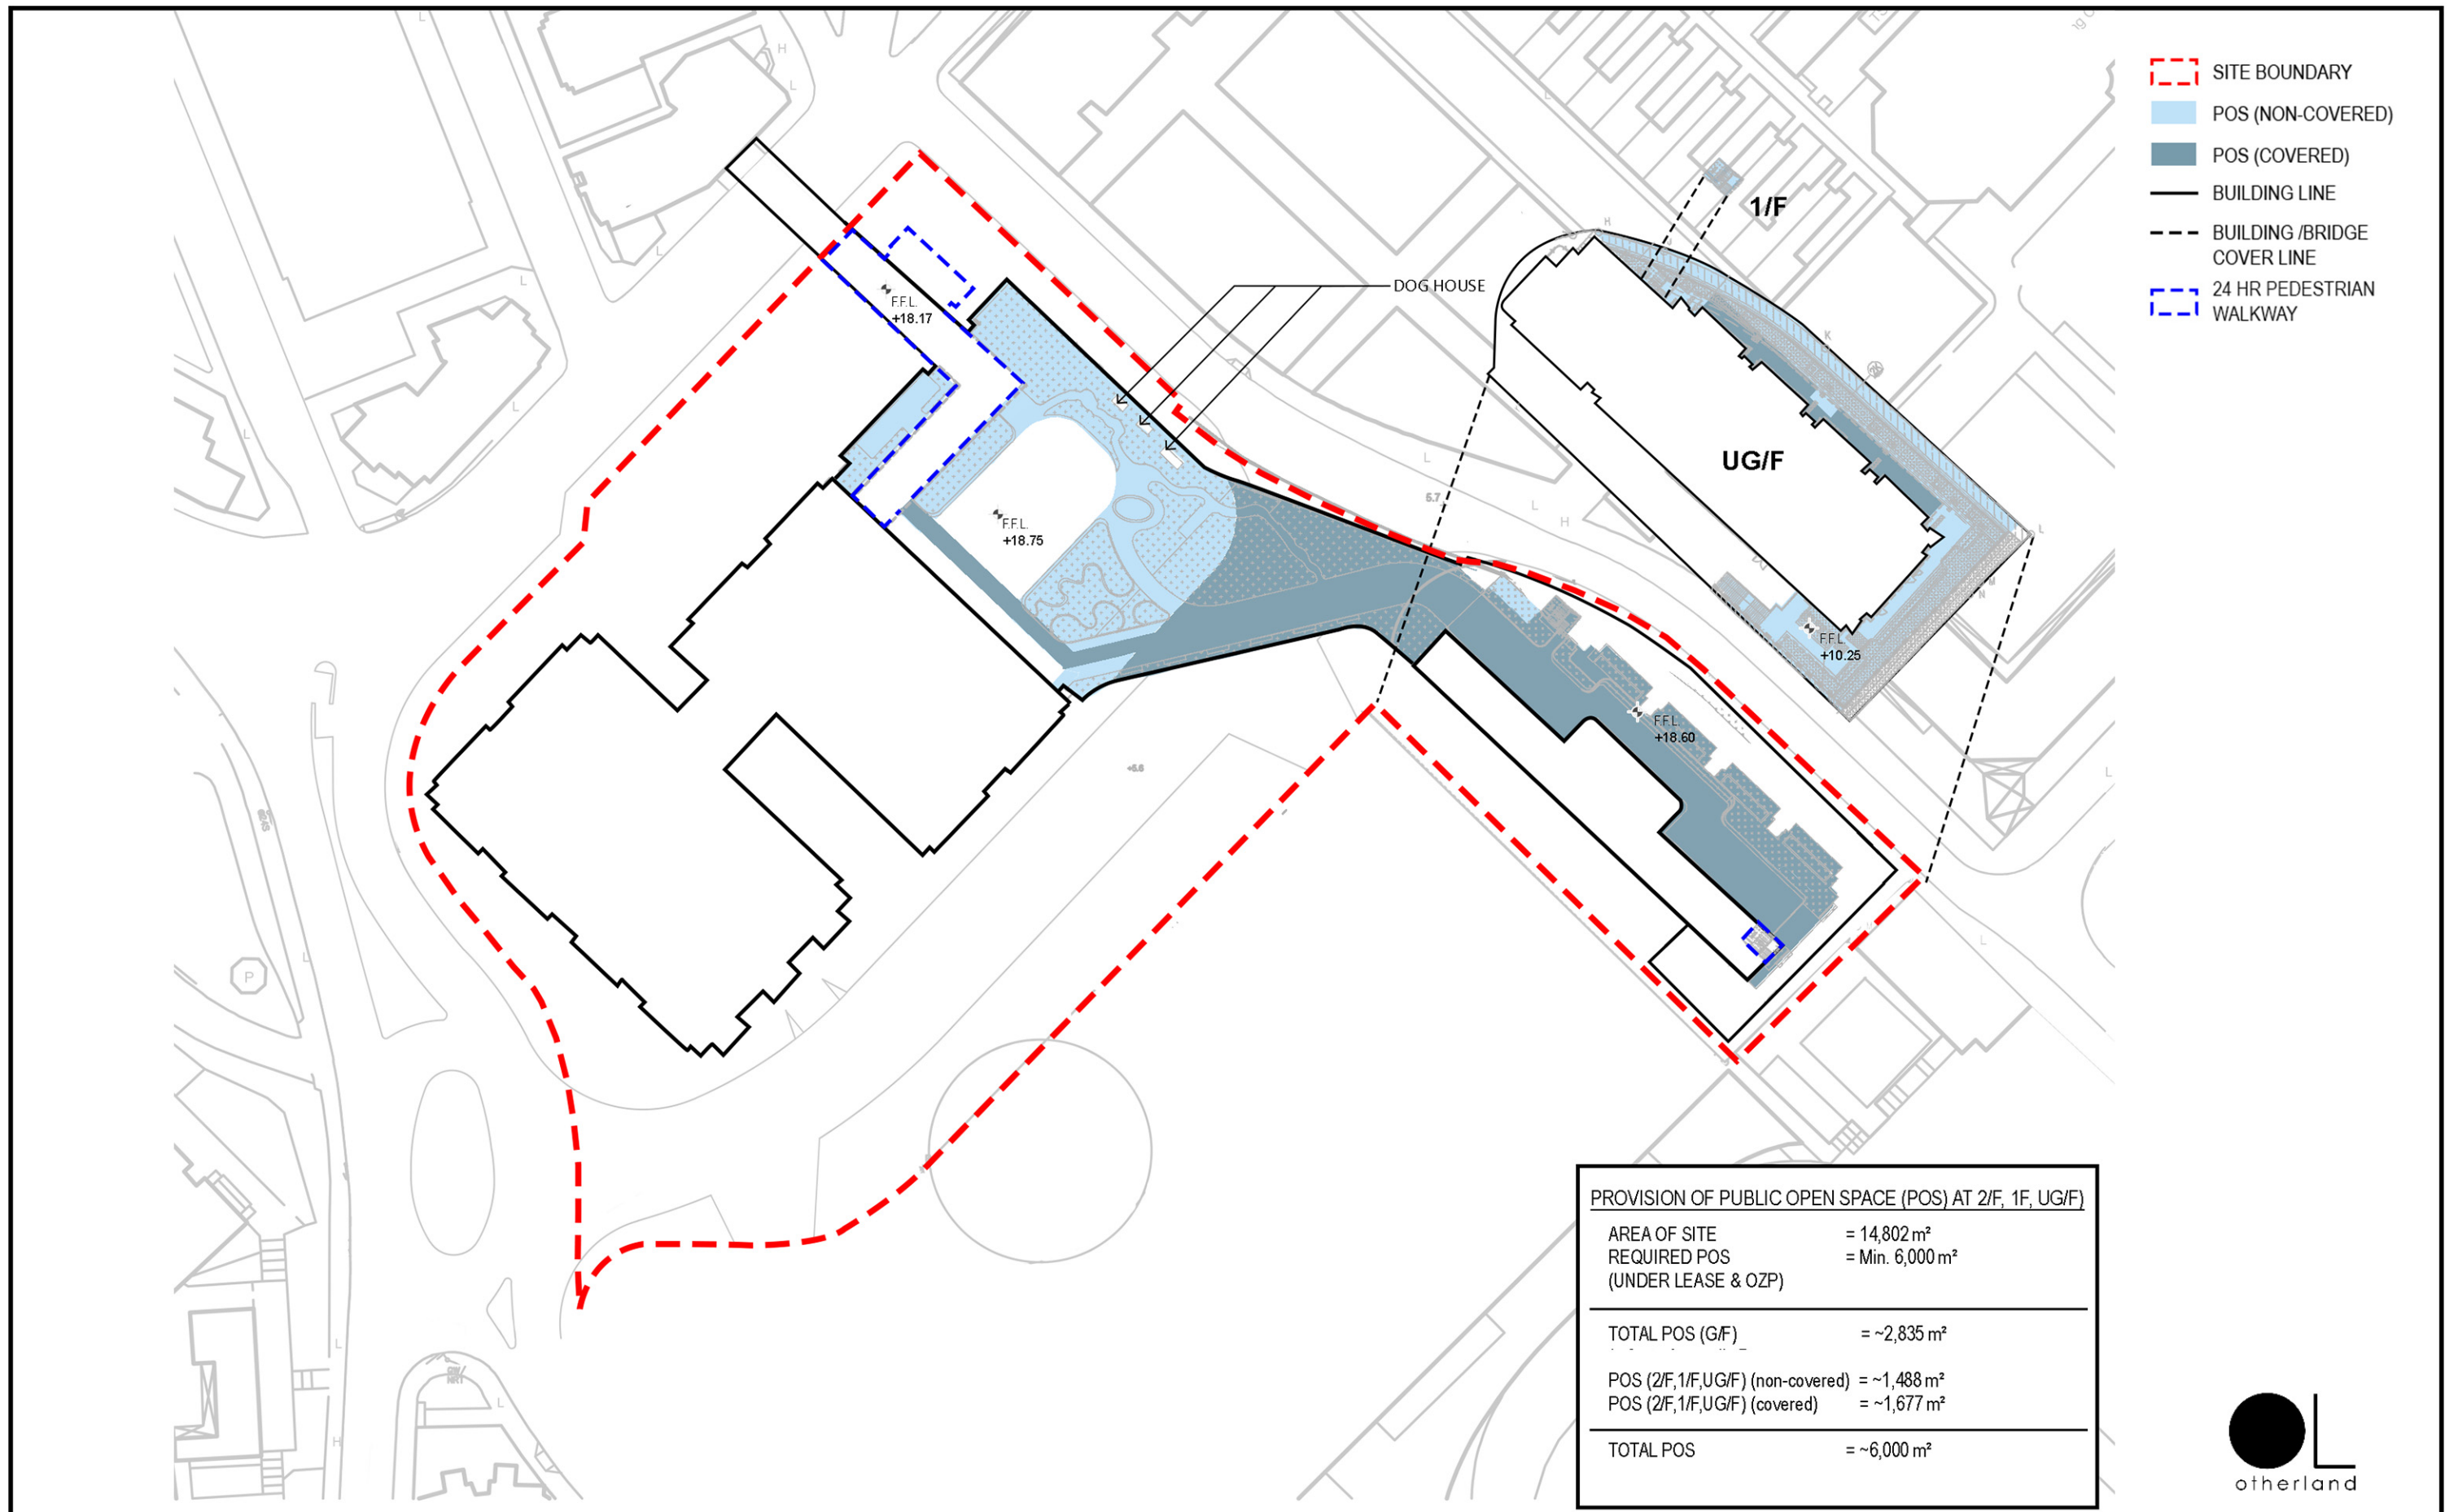 SITE BOUNDARY
POS (NON-COVERED)
POS (COVERED)
BUILDING LINE
BUILDING /BRIDGE
COVER LINE
24 HR PEDESTRIAN
WALKWAY
1/F
DOG HOUSE
F.F.L.
+18.17
UG/F
F.F.L.
+18.75
5.7
F.F.L.
+10.25
F.F.L.
+18.60
+5.6
P
H
L
K
N
PROVISION OF PUBLIC OPEN SPACE (POS) AT 2/F, 1F, UG/F)
AREA OF SITE = 14,802 m²
REQUIRED POS = Min. 6,000 m²
(UNDER LEASE & OZP)
TOTAL POS (G/F) = ~2,835 m²
POS (2/F,1/F,UG/F) (non-covered) = ~1,488 m²
POS (2/F,1/F,UG/F) (covered) = ~1,677 m²
TOTAL POS = ~6,000 m²
otherland